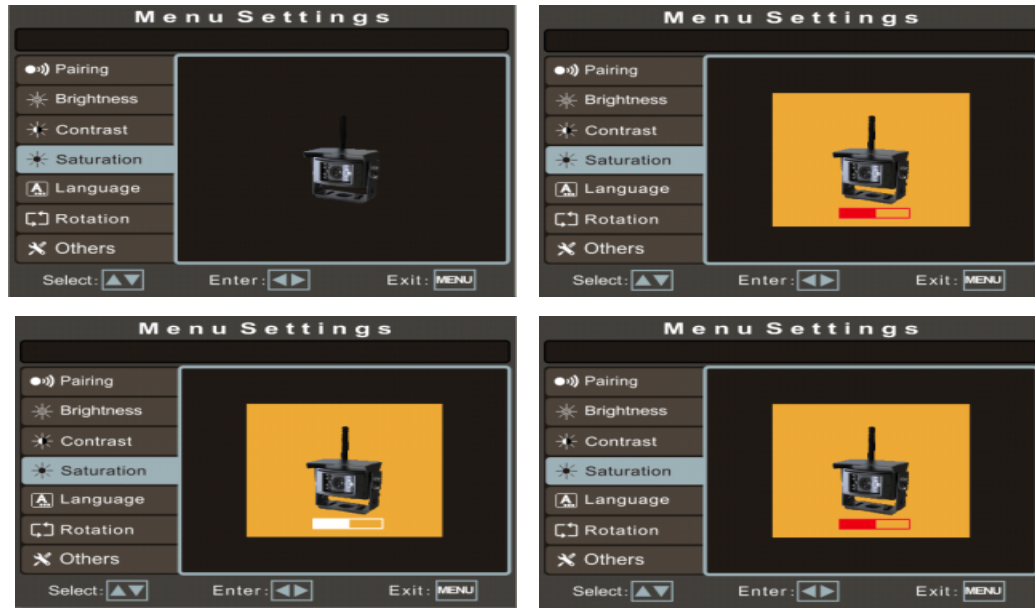 Menu Settings
Pairing
Brightness
Contrast
Saturation
Language
Rotation
Others
Select: Enter: Exit: MENU
Menu Settings
Pairing
Brightness
Contrast
Saturation
Language
Rotation
Others
Select: Enter: Exit: MENU
Menu Settings
Pairing
Brightness
Contrast
Saturation
Language
Rotation
Others
Select: Enter: Exit: MENU
Menu Settings
Pairing
Brightness
Contrast
Saturation
Language
Rotation
Others
Select: Enter: Exit: MENU